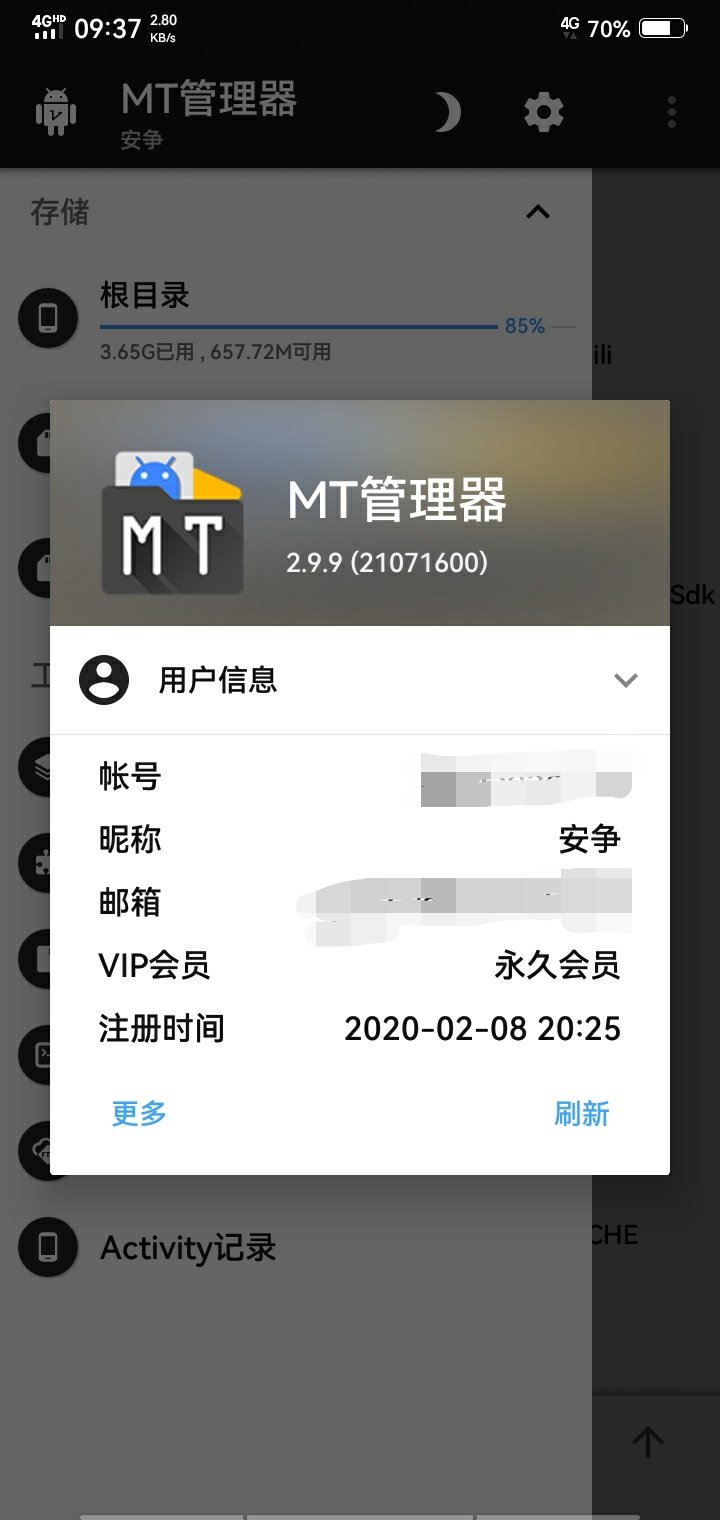 4G HD 09:37 2.80 KB/s 4G 70%
MT管理器
安争
存储
根目录
85%
3.65G已用 , 657.72M可用
ili
MT
MT管理器
2.9.9 (21071600)
Sdk
用户信息
帐号
昵称 安争
邮箱
VIP会员 永久会员
注册时间 2020-02-08 20:25
更多 刷新
CHE
Activity记录